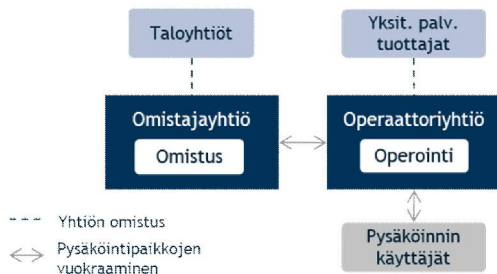 Taloyhtiöt
Yksit. palv.
tuottajat
Omistajayhtiö
Omistus
Operaattoriyhtiö
Operointi
Yhtiön omistus
Pysäköintipaikkojen
vuokraaminen
Pysäköinnin
käyttäjät